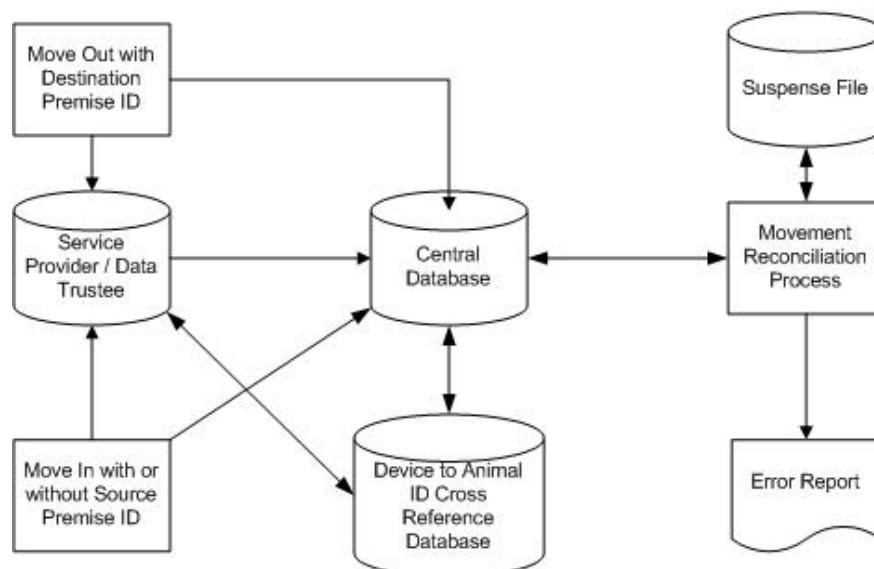 Move Out with
Destination
Premise ID
Suspense File
Service
Provider / Data
Trustee
Central
Database
Movement
Reconciliation
Process
Move In with or
without Source
Premise ID
Device to Animal
ID Cross
Reference
Database
Error Report